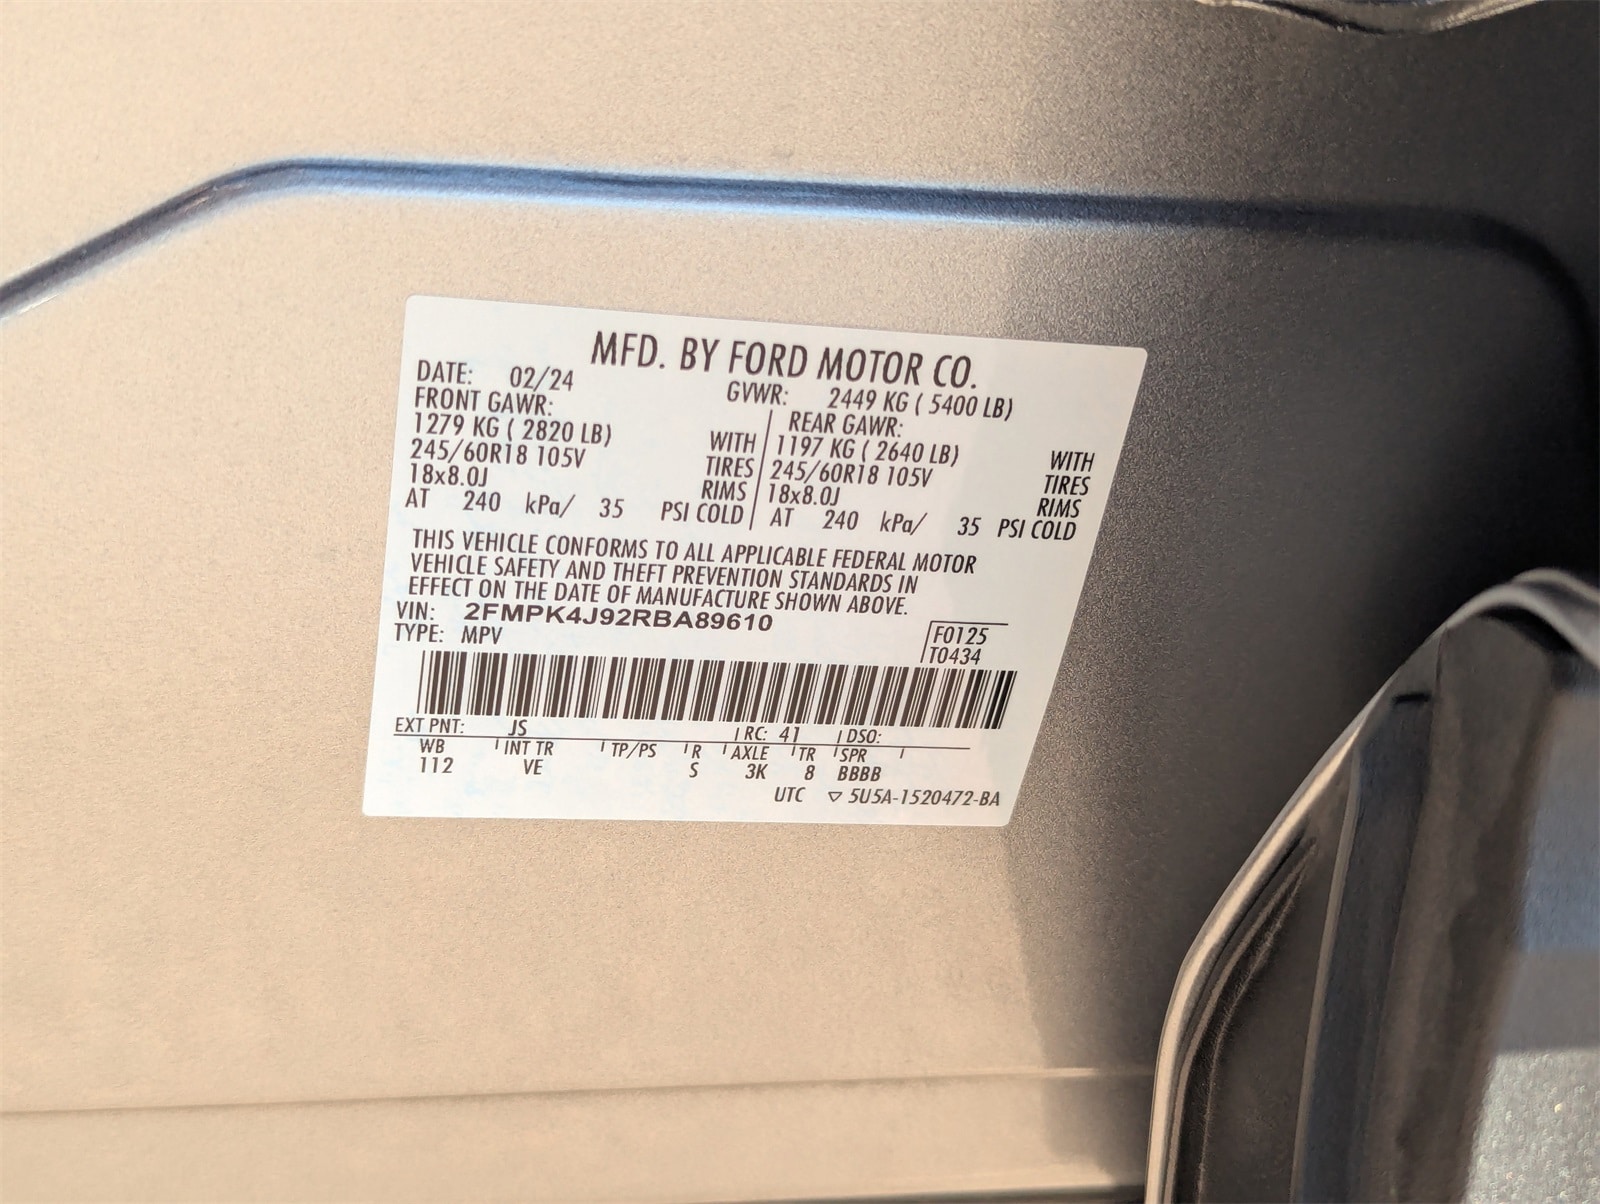 MFD. BY FORD MOTOR CO.
DATE: 02/24 GVWR: 2449 KG ( 5400 LB)
FRONT GAWR: REAR GAWR:
1279 KG ( 2820 LB) WITH 1197 KG ( 2640 LB) WITH
245/60R18 105V TIRES 245/60R18 105V TIRES
18x8.0J RIMS 18x8.0J RIMS
AT 240 kPa/ 35 PSI COLD AT 240 kPa/ 35 PSI COLD
THIS VEHICLE CONFORMS TO ALL APPLICABLE FEDERAL MOTOR
VEHICLE SAFETY AND THEFT PREVENTION STANDARDS IN
EFFECT ON THE DATE OF MANUFACTURE SHOWN ABOVE.
VIN: 2FMPK4J92RBA89610
TYPE: MPV
F0125
T0434
EXT PNT: JS RC: 41 DSO:
WB INT TR TP/PS R AXLE TR SPR
112 VE S 3K 8 BBBB
UTC ▽ 5U5A-1520472-BA